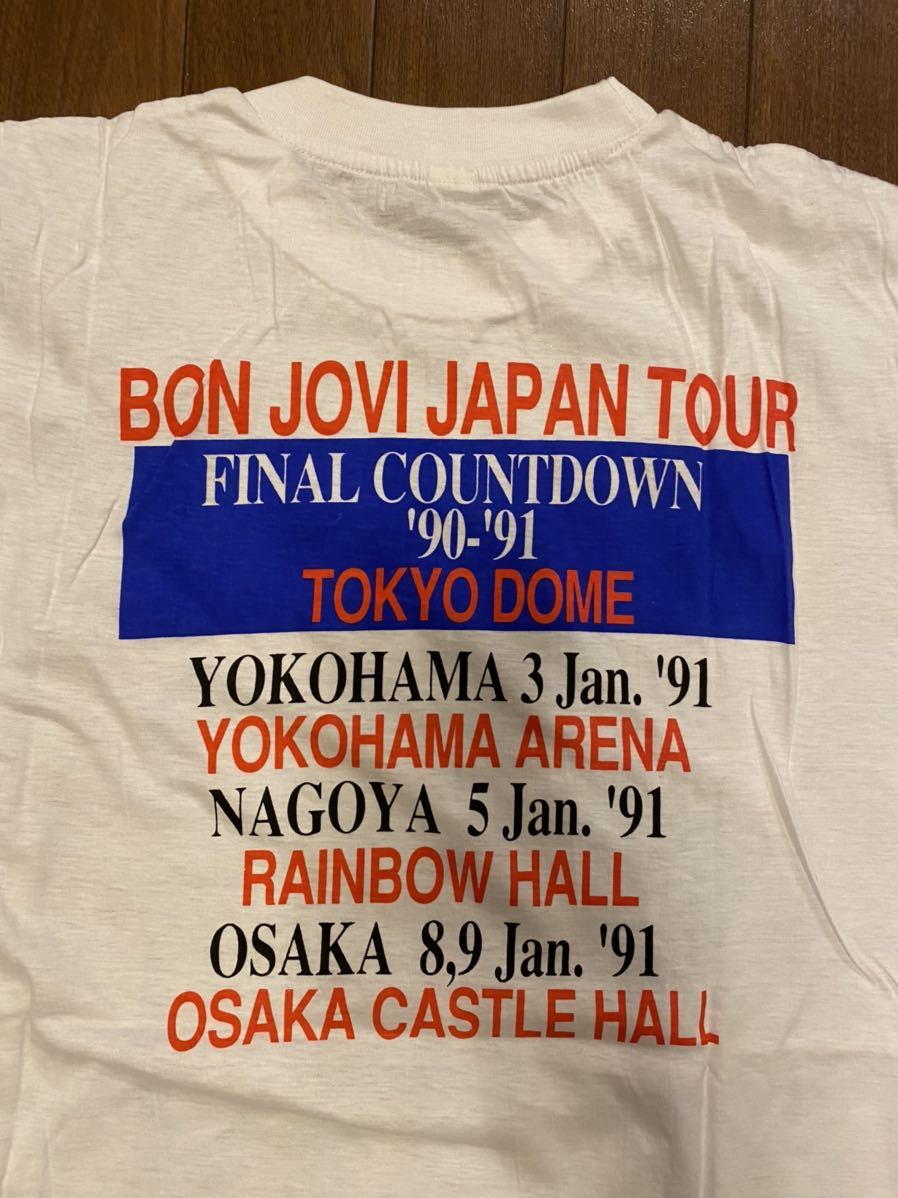 BON JOVI JAPAN TOUR
FINAL COUNTDOWN
'90-'91
TOKYO DOME
YOKOHAMA 3 Jan. '91
YOKOHAMA ARENA
NAGOYA 5 Jan. '91
RAINBOW HALL
OSAKA 8,9 Jan. '91
OSAKA CASTLE HALL